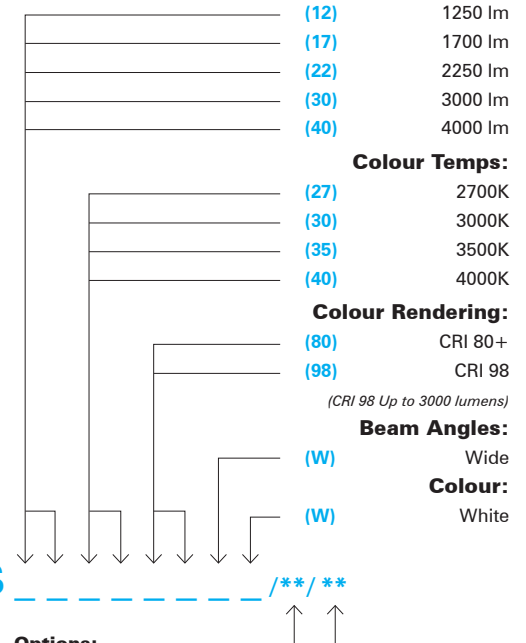 (12) 1250 lm
(17) 1700 lm
(22) 2250 lm
(30) 3000 lm
(40) 4000 lm
Colour Temps:
(27) 2700K
(30) 3000K
(35) 3500K
(40) 4000K
Colour Rendering:
(80) CRI 80+
(98) CRI 98
(CRI 98 Up to 3000 lumens)
Beam Angles:
(W) Wide
Colour:
(W) White
S _ _ _ _ _ _ _ _ /**/ **
Options: